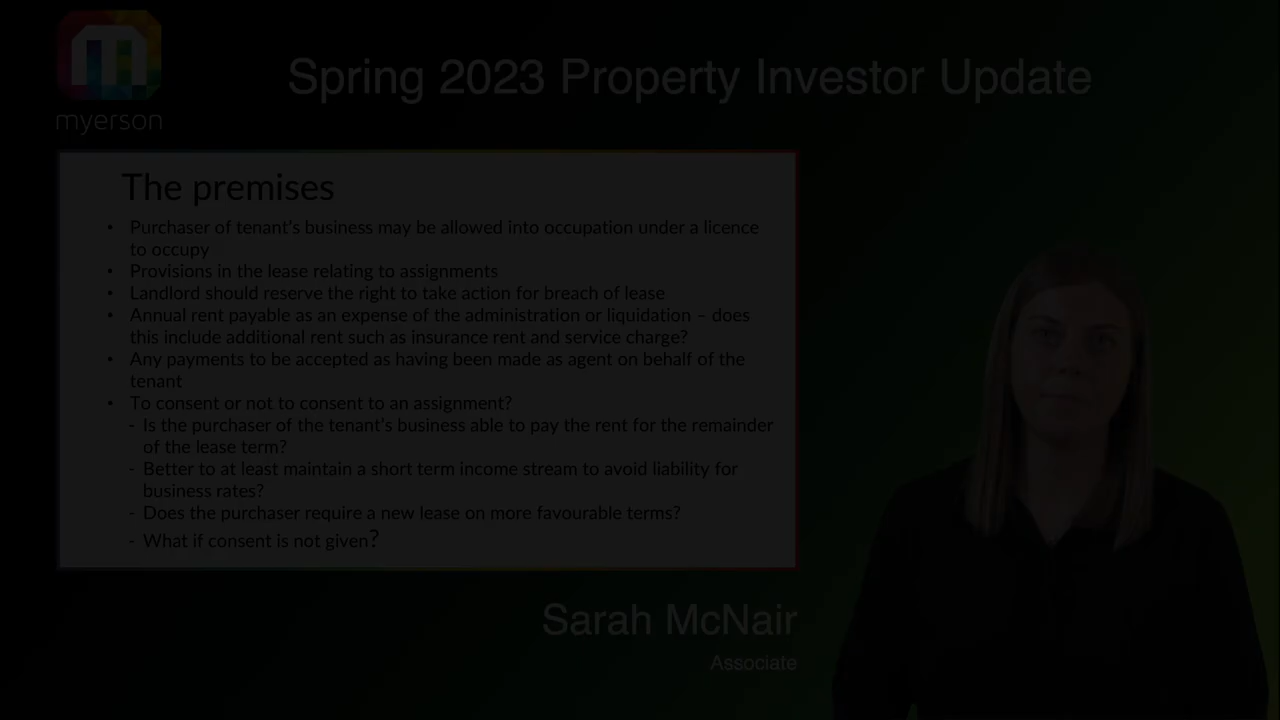 Spring 2023 Property Investor Update
myerson
The premises
• Purchaser of tenant's business may be allowed into occupation under a licence
to occupy
• Provisions in the lease relating to assignments
• Landlord should reserve the right to take action for breach of lease
• Annual rent payable as an expense of the administration or liquidation – does
this include additional rent such as insurance rent and service charge?
• Any payments to be accepted as having been made as agent on behalf of the
tenant
• To consent or not to consent to an assignment?
- Is the purchaser of the tenant's business able to pay the rent for the remainder
of the lease term?
- Better to at least maintain a short term income stream to avoid liability for
business rates?
- Does the purchaser require a new lease on more favourable terms?
- What if consent is not given?
Sarah McNair
Associate